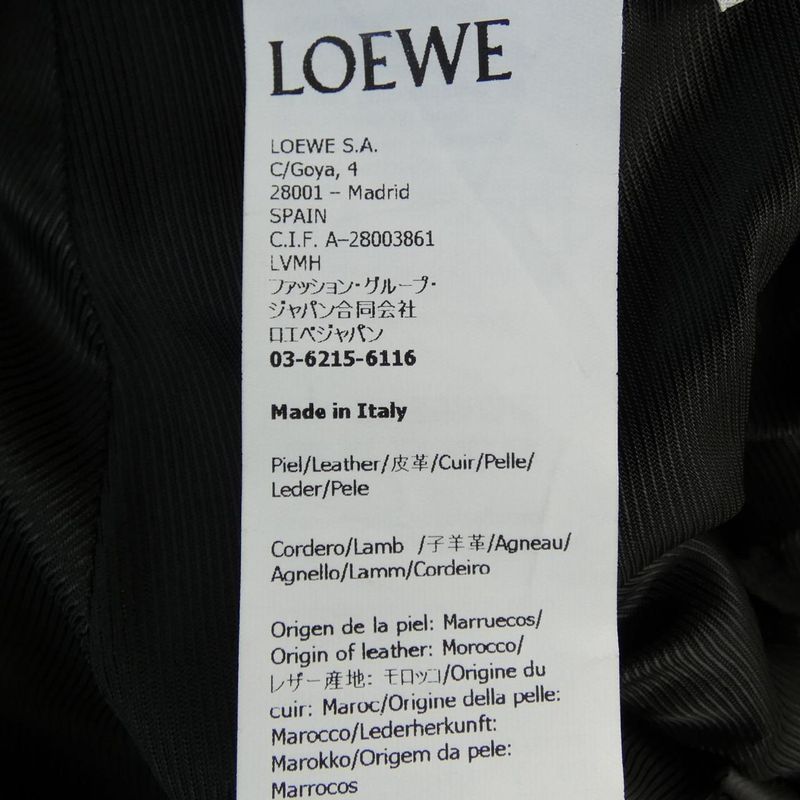 LOEWE
LOEWE S.A.
C/Goya, 4
28001 – Madrid
SPAIN
C.I.F. A–28003861
LVMH
ファッション・グループ・
ジャパン合同会社
ロエベジャパン
03-6215-6116
Made in Italy
Piel/Leather/皮革/Cuir/Pelle/
Leder/Pele
Cordero/Lamb /子羊革/Agneau/
Agnello/Lamm/Cordeiro
Origen de la piel: Marruecos/
Origin of leather: Morocco/
レザー産地: モロッコ/Origine du
cuir: Maroc/Origine della pelle:
Marocco/Lederherkunft:
Marokko/Origem da pele:
Marrocos